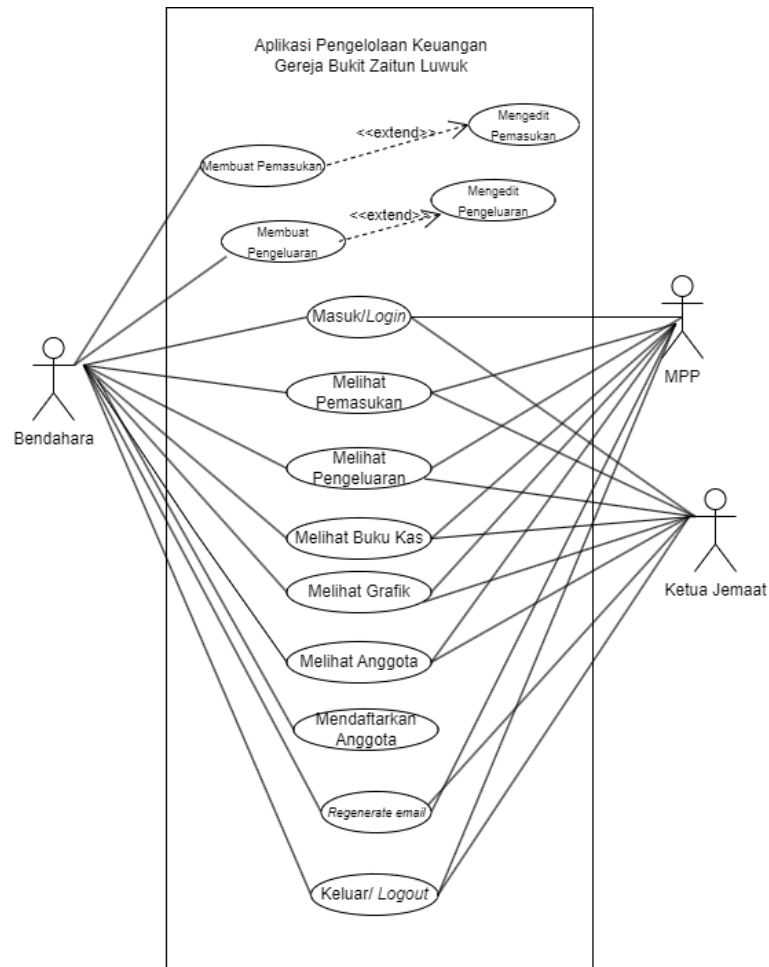 Aplikasi Pengelolaan Keuangan
Gereja Bukit Zaitun Luwuk
Mengedit
Pemasukan
<<extend>>
Membuat Pemasukan
Mengedit
Pengeluaran
<<extend>>
Membuat
Pengeluaran
Masuk/Login
MPP
Melihat
Pemasukan
Bendahara
Melihat
Pengeluaran
Melihat Buku Kas
Melihat Grafik
Ketua Jemaat
Melihat Anggota
Mendaftarkan
Anggota
Regenerate email
Keluar/ Logout